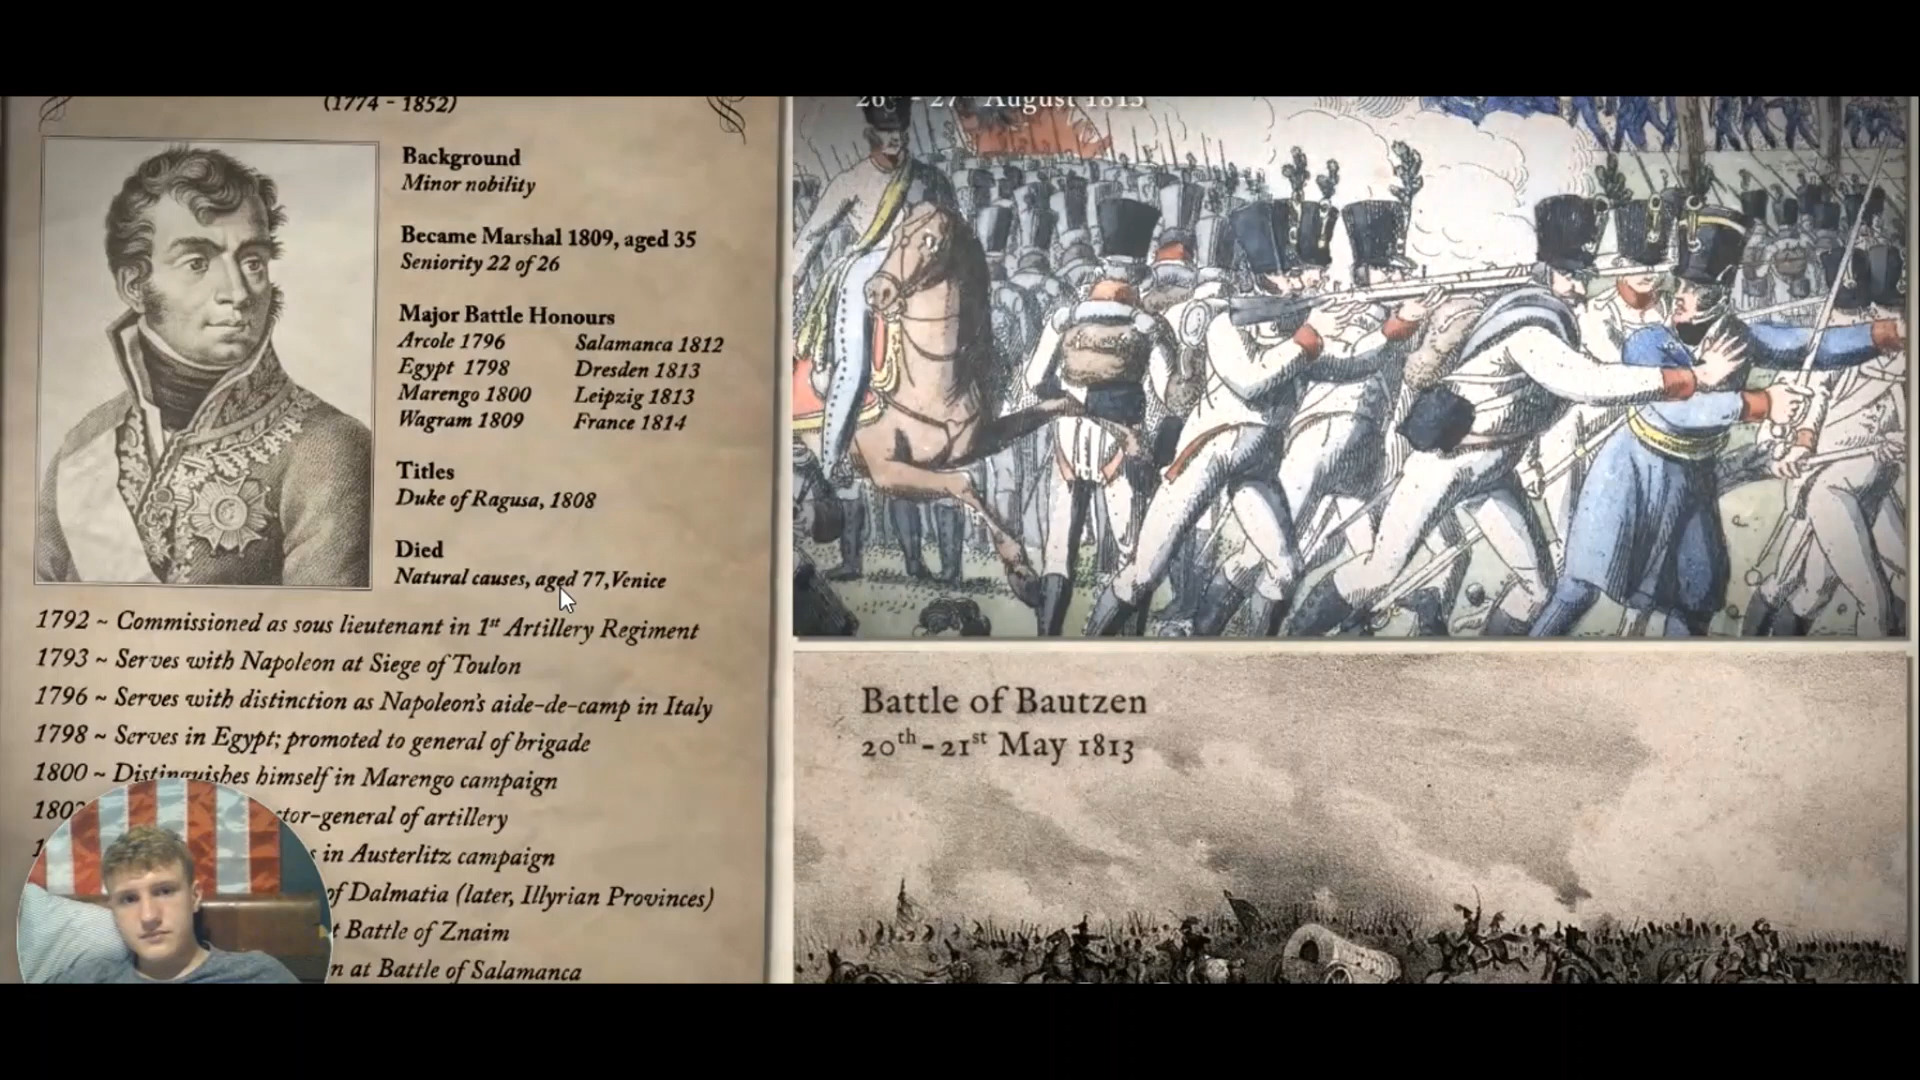 (1774 - 1852)
Background
Minor nobility
Became Marshal 1809, aged 35
Seniority 22 of 26
Major Battle Honours
Arcole 1796
Salamanca 1812
Egypt 1798
Dresden 1813
Marengo 1800
Leipzig 1813
Wagram 1809
France 1814
Titles
Duke of Ragusa, 1808
Died
Natural causes, aged 77, Venice
1792 ~ Commissioned as sous lieutenant in 1st Artillery Regiment
1793 ~ Serves with Napoleon at Siege of Toulon
1796 ~ Serves with distinction as Napoleon's aide-de-camp in Italy
1798 ~ Serves in Egypt; promoted to general of brigade
1800 ~ Distinguishes himself in Marengo campaign
tor-general of artillery
in Austerlitz campaign
of Dalmatia (later, Illyrian Provinces)
Battle of Znaim
at Battle of Salamanca
August 1813
Battle of Bautzen
20th - 21st May 1813